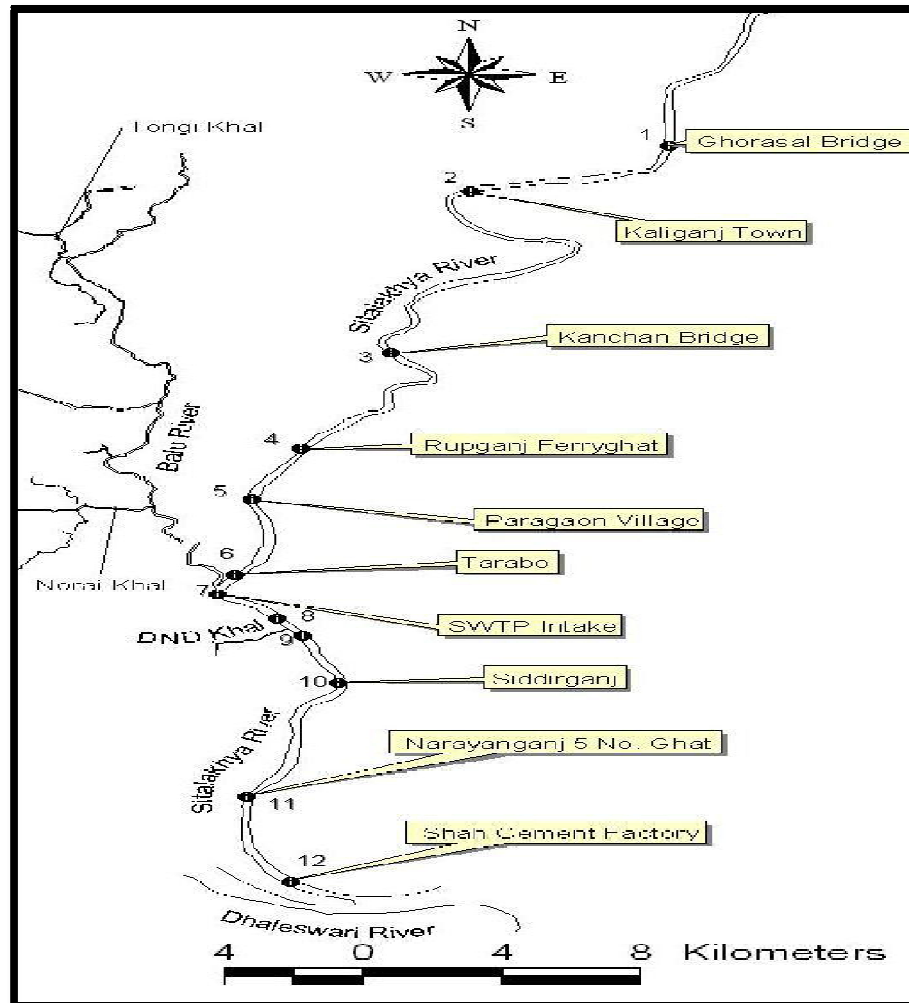 N
W E
S
Tongi Khal
1
Ghorasal Bridge
2
Kaliganj Town
Sitalakhya River
3
Kanchan Bridge
Balu River
4
Rupganj Ferryghat
5
Paragaon Village
6
Tarabo
Norai Khal
7
SWTP Intake
8
DND Khal
9
10
Siddirganj
Sitalakhya River
Narayanganj 5 No. Ghat
11
Shah Cement Factory
12
Dhaleswari River
4 0 4 8 Kilometers